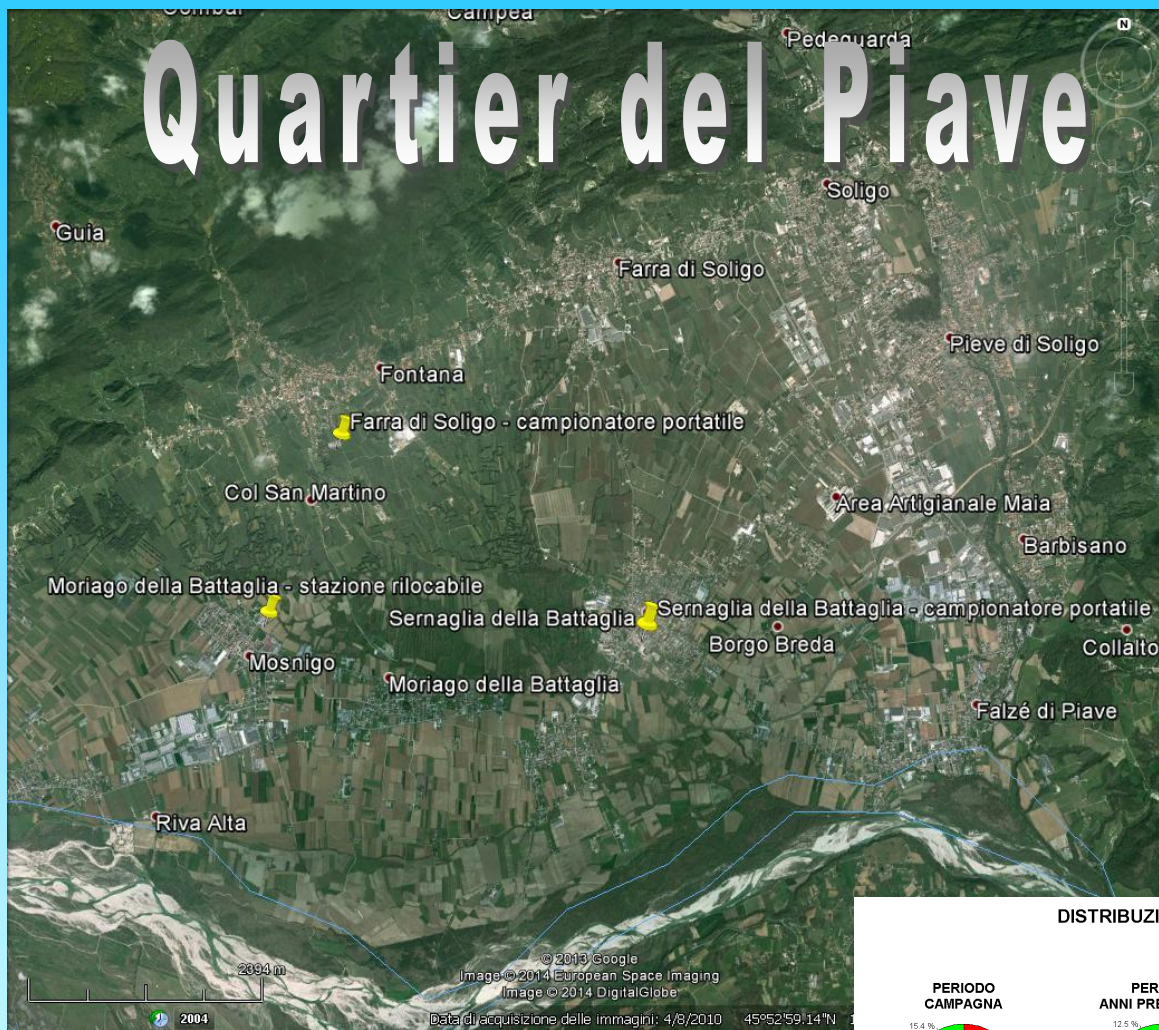 Campea
Pedeguarda
N
Quartier del Piave
Soligo
Guia
Farra di Soligo
Pieve di Soligo
Fontana
Farra di Soligo - campionatore portatile
Col San Martino
Area Artigianale Maia
Barbisano
Moriago della Battaglia - stazione rilocabile
Sernaglia della Battaglia
Sernaglia della Battaglia - campionatore portatile
Borgo Breda
Collalto
Mosnigo
Moriago della Battaglia
Falzé di Piave
Riva Alta
DISTRIBUZI
2394 m
© 2013 Google
Image © 2014 European Space Imaging
Image © 2014 DigitalGlobe
PERIODO
CAMPAGNA
PER
ANNI PRE
2004
Data di acquisizione delle immagini: 4/8/2010 45°52'59.14"N 1
15.4 %
12.5 %